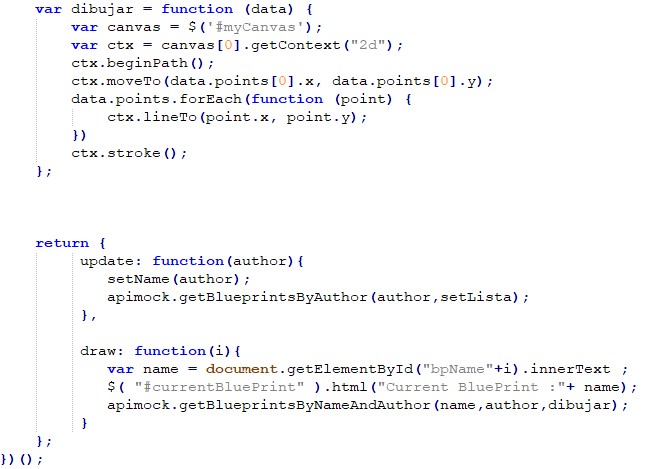 var dibujar = function (data) {
var canvas = $('#myCanvas');
var ctx = canvas[0].getContext("2d");
ctx.beginPath();
ctx.moveTo(data.points[0].x, data.points[0].y);
data.points.forEach(function (point) {
ctx.lineTo(point.x, point.y);
})
ctx.stroke();
};
return {
update: function(author){
setName(author);
apimock.getBlueprintsByAuthor(author,setLista);
},
draw: function(i){
var name = document.getElementById("bpName"+i).innerText ;
$( "#currentBluePrint" ).html("Current BluePrint :"+ name);
apimock.getBlueprintsByNameAndAuthor(name,author,dibujar);
}
};
})();